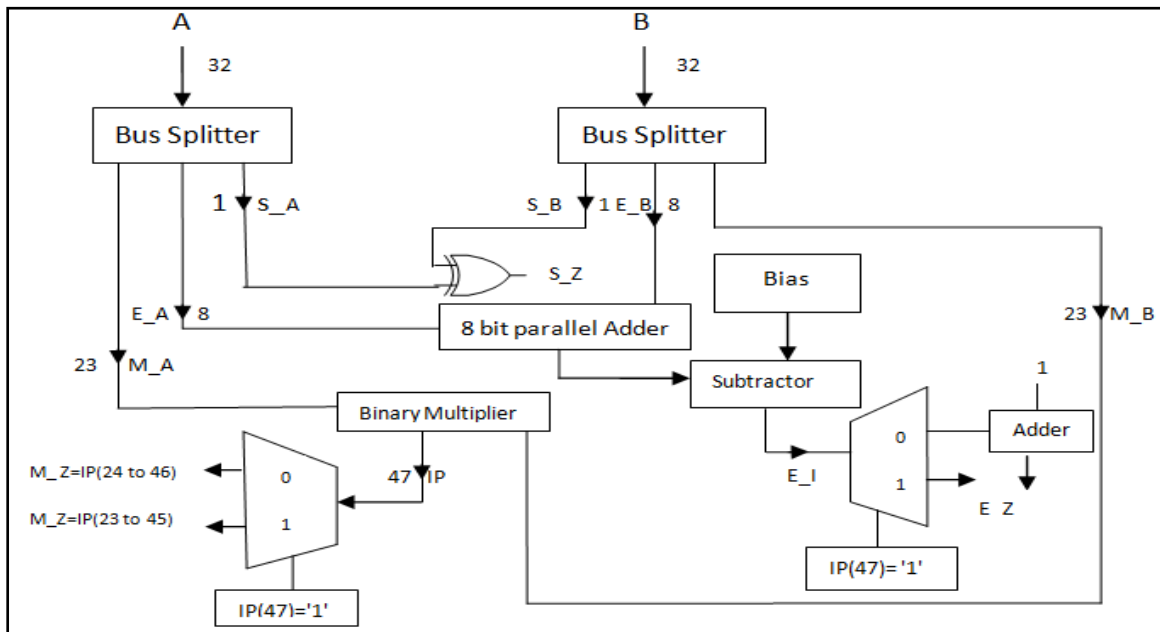 A
B
32
32
Bus Splitter
Bus Splitter
1
S_A
S_B
1
E_B
8
S_Z
Bias
E_A
8
8 bit parallel Adder
23
M_B
23
M_A
Subtractor
1
Binary Multiplier
0
Adder
M_Z=IP(24 to 46)
0
47
IP
E_I
1
M_Z=IP(23 to 45)
1
E_Z
IP(47)= '1'
IP(47)='1'